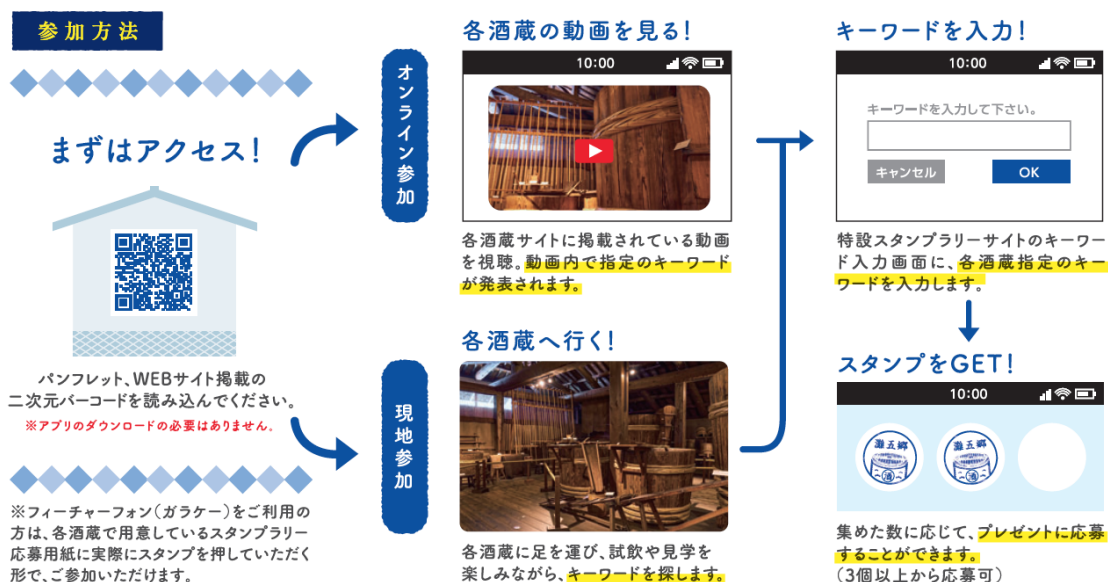 参加方法
まずはアクセス!
パンフレット、WEBサイト掲載の
二次元バーコードを読み込んでください。
※アプリのダウンロードの必要はありません。
※フィーチャーフォン(ガラケー)をご利用の
方は、各酒蔵で用意しているスタンプラリー
応募用紙に実際にスタンプを押していただく
形で、ご参加いただけます。
オンライン参加
各酒蔵の動画を見る!
10:00
各酒蔵サイトに掲載されている動画
を視聴。動画内で指定のキーワード
が発表されます。
現地参加
各酒蔵へ行く!
各酒蔵に足を運び、試飲や見学を
楽しみながら、キーワードを探します。
キーワードを入力!
10:00
キーワードを入力して下さい。
キャンセル
OK
特設スタンプラリーサイトのキーワー
ド入力画面に、各酒蔵指定のキー
ワードを入力します。
スタンプをGET!
10:00
灘五郷
酒
灘五郷
酒
集めた数に応じて、プレゼントに応募
することができます。
(3個以上から応募可)